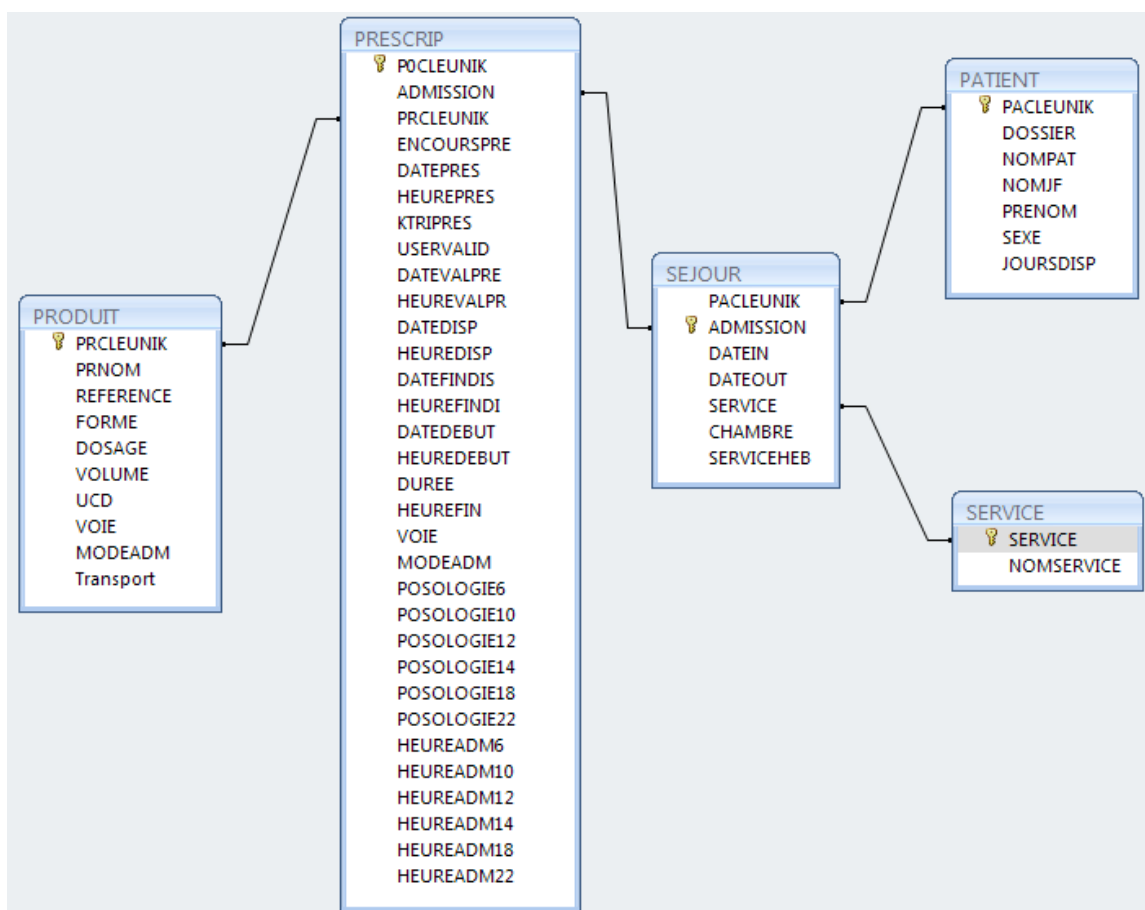 PRODUIT
PRCLEUNIK
PRNOM
REFERENCE
FORME
DOSAGE
VOLUME
UCD
VOIE
MODEADM
Transport
PRESCRIP
P0CLEUNIK
ADMISSION
PRCLEUNIK
ENCOURSPRE
DATEPRES
HEUREPRES
KTRIPRES
USERVALID
DATEVALPRE
HEUREVALPR
DATEDISP
HEUREDISP
DATEFINDIS
HEUREFINDI
DATEDEBUT
HEUREDEBUT
DUREE
HEUREFIN
VOIE
MODEADM
POSOLOGIE6
POSOLOGIE10
POSOLOGIE12
POSOLOGIE14
POSOLOGIE18
POSOLOGIE22
HEUREADM6
HEUREADM10
HEUREADM12
HEUREADM14
HEUREADM18
HEUREADM22
SEJOUR
PACLEUNIK
ADMISSION
DATEIN
DATEOUT
SERVICE
CHAMBRE
SERVICEHEB
PATIENT
PACLEUNIK
DOSSIER
NOMPAT
NOMJF
PRENOM
SEXE
JOURSDISP
SERVICE
SERVICE
NOMSERVICE